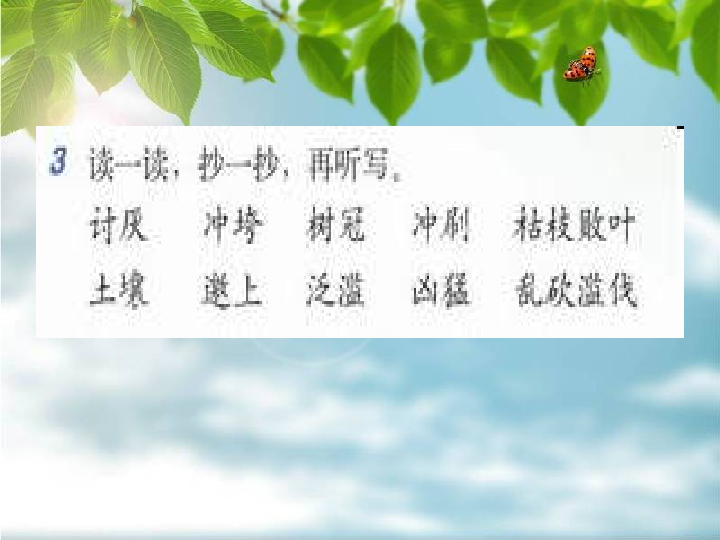 3 读一读，抄一抄，再听写。
讨厌 冲垮 树冠 冲刷 枯枝败叶
土壤 遨上 泛滥 凶猛 乱砍滥伐